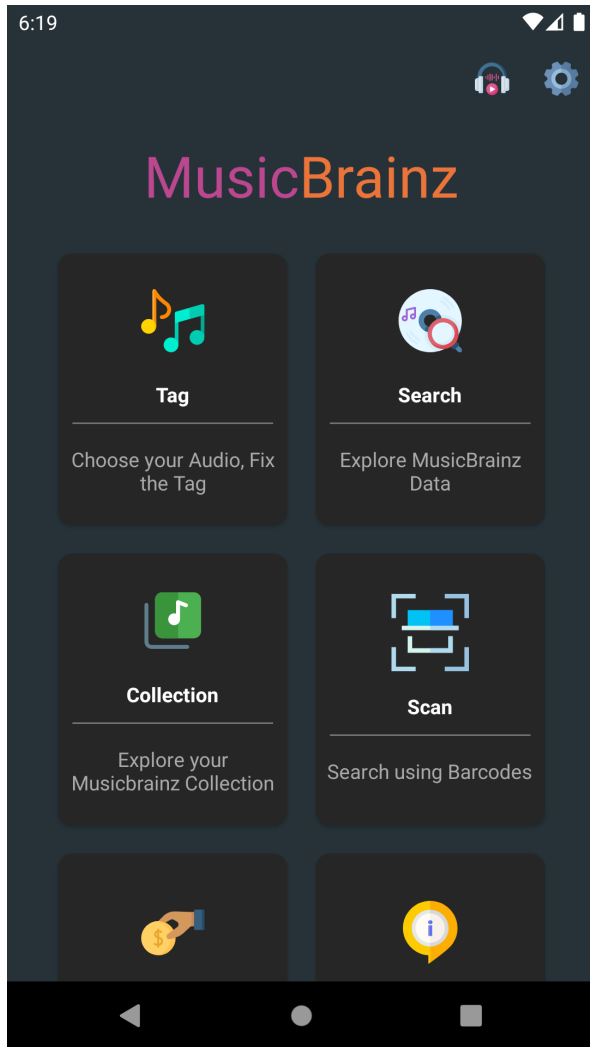 6:19
MusicBrainz
Tag
Choose your Audio, Fix
the Tag
Search
Explore MusicBrainz
Data
Collection
Explore your
Musicbrainz Collection
Scan
Search using Barcodes
$
i